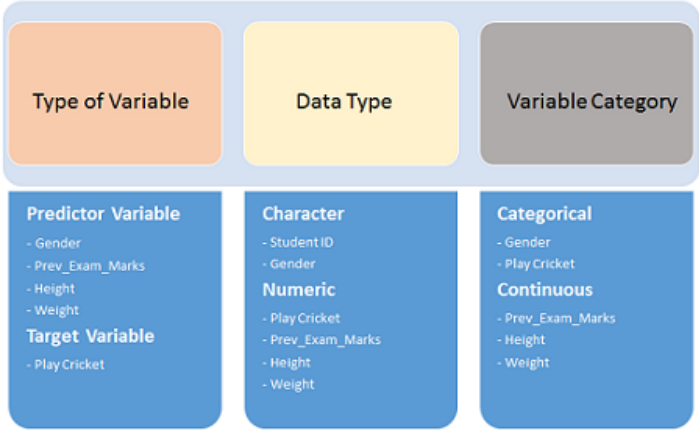 Type of Variable
Data Type
Variable Category
Predictor Variable
- Gender
- Prev_Exam_Marks
- Height
- Weight
Target Variable
- Play Cricket
Character
- Student ID
- Gender
Numeric
- Play Cricket
- Prev_Exam_Marks
- Height
- Weight
Categorical
- Gender
- Play Cricket
Continuous
- Prev_Exam_Marks
- Height
- Weight